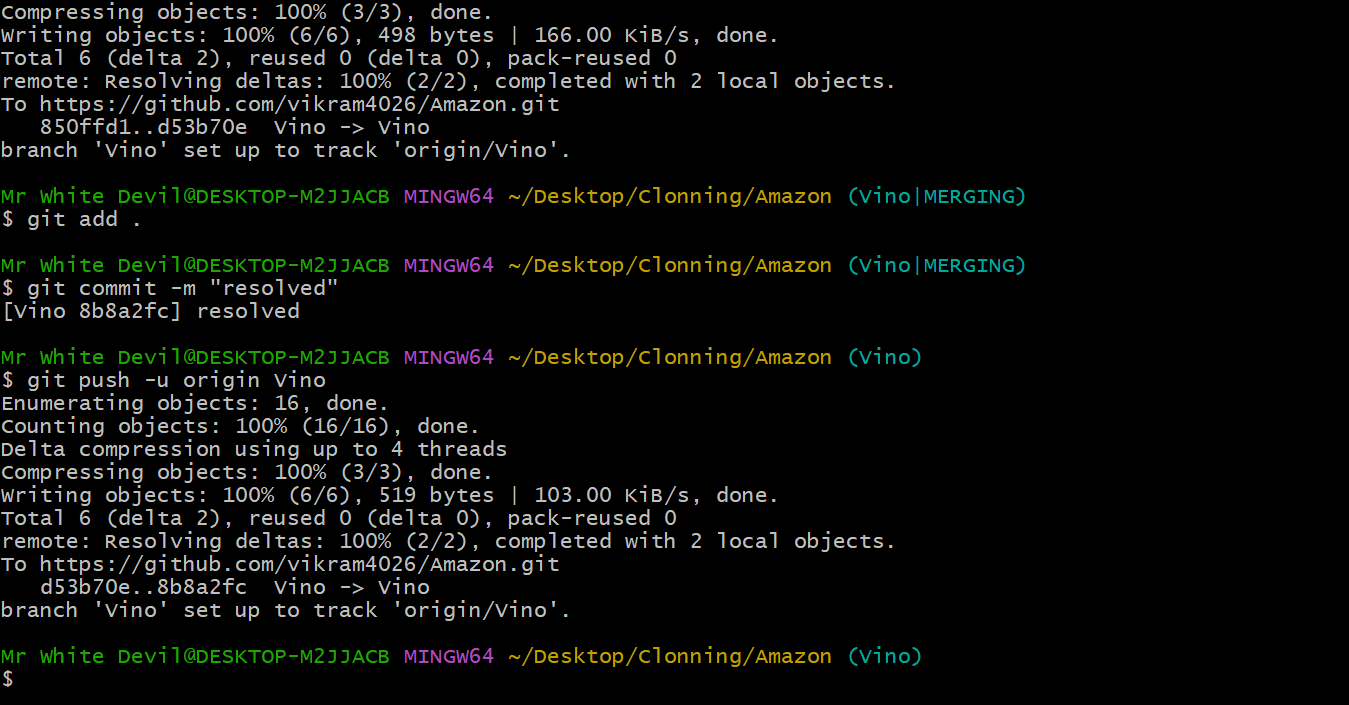 Compressing objects: 100% (3/3), done.
Writing objects: 100% (6/6), 498 bytes | 166.00 KiB/s, done.
Total 6 (delta 2), reused 0 (delta 0), pack-reused 0
remote: Resolving deltas: 100% (2/2), completed with 2 local objects.
To https://github.com/vikram4026/Amazon.git
   850ffd1..d53b70e  Vino -> Vino
branch 'Vino' set up to track 'origin/Vino'.

Mr White Devil@DESKTOP-M2JJACB MINGW64 ~/Desktop/Clonning/Amazon (Vino|MERGING)
$ git add .

Mr White Devil@DESKTOP-M2JJACB MINGW64 ~/Desktop/Clonning/Amazon (Vino|MERGING)
$ git commit -m "resolved"
[Vino 8b8a2fc] resolved

Mr White Devil@DESKTOP-M2JJACB MINGW64 ~/Desktop/Clonning/Amazon (Vino)
$ git push -u origin Vino
Enumerating objects: 16, done.
Counting objects: 100% (16/16), done.
Delta compression using up to 4 threads
Compressing objects: 100% (3/3), done.
Writing objects: 100% (6/6), 519 bytes | 103.00 KiB/s, done.
Total 6 (delta 2), reused 0 (delta 0), pack-reused 0
remote: Resolving deltas: 100% (2/2), completed with 2 local objects.
To https://github.com/vikram4026/Amazon.git
   d53b70e..8b8a2fc  Vino -> Vino
branch 'Vino' set up to track 'origin/Vino'.

Mr White Devil@DESKTOP-M2JJACB MINGW64 ~/Desktop/Clonning/Amazon (Vino)
$